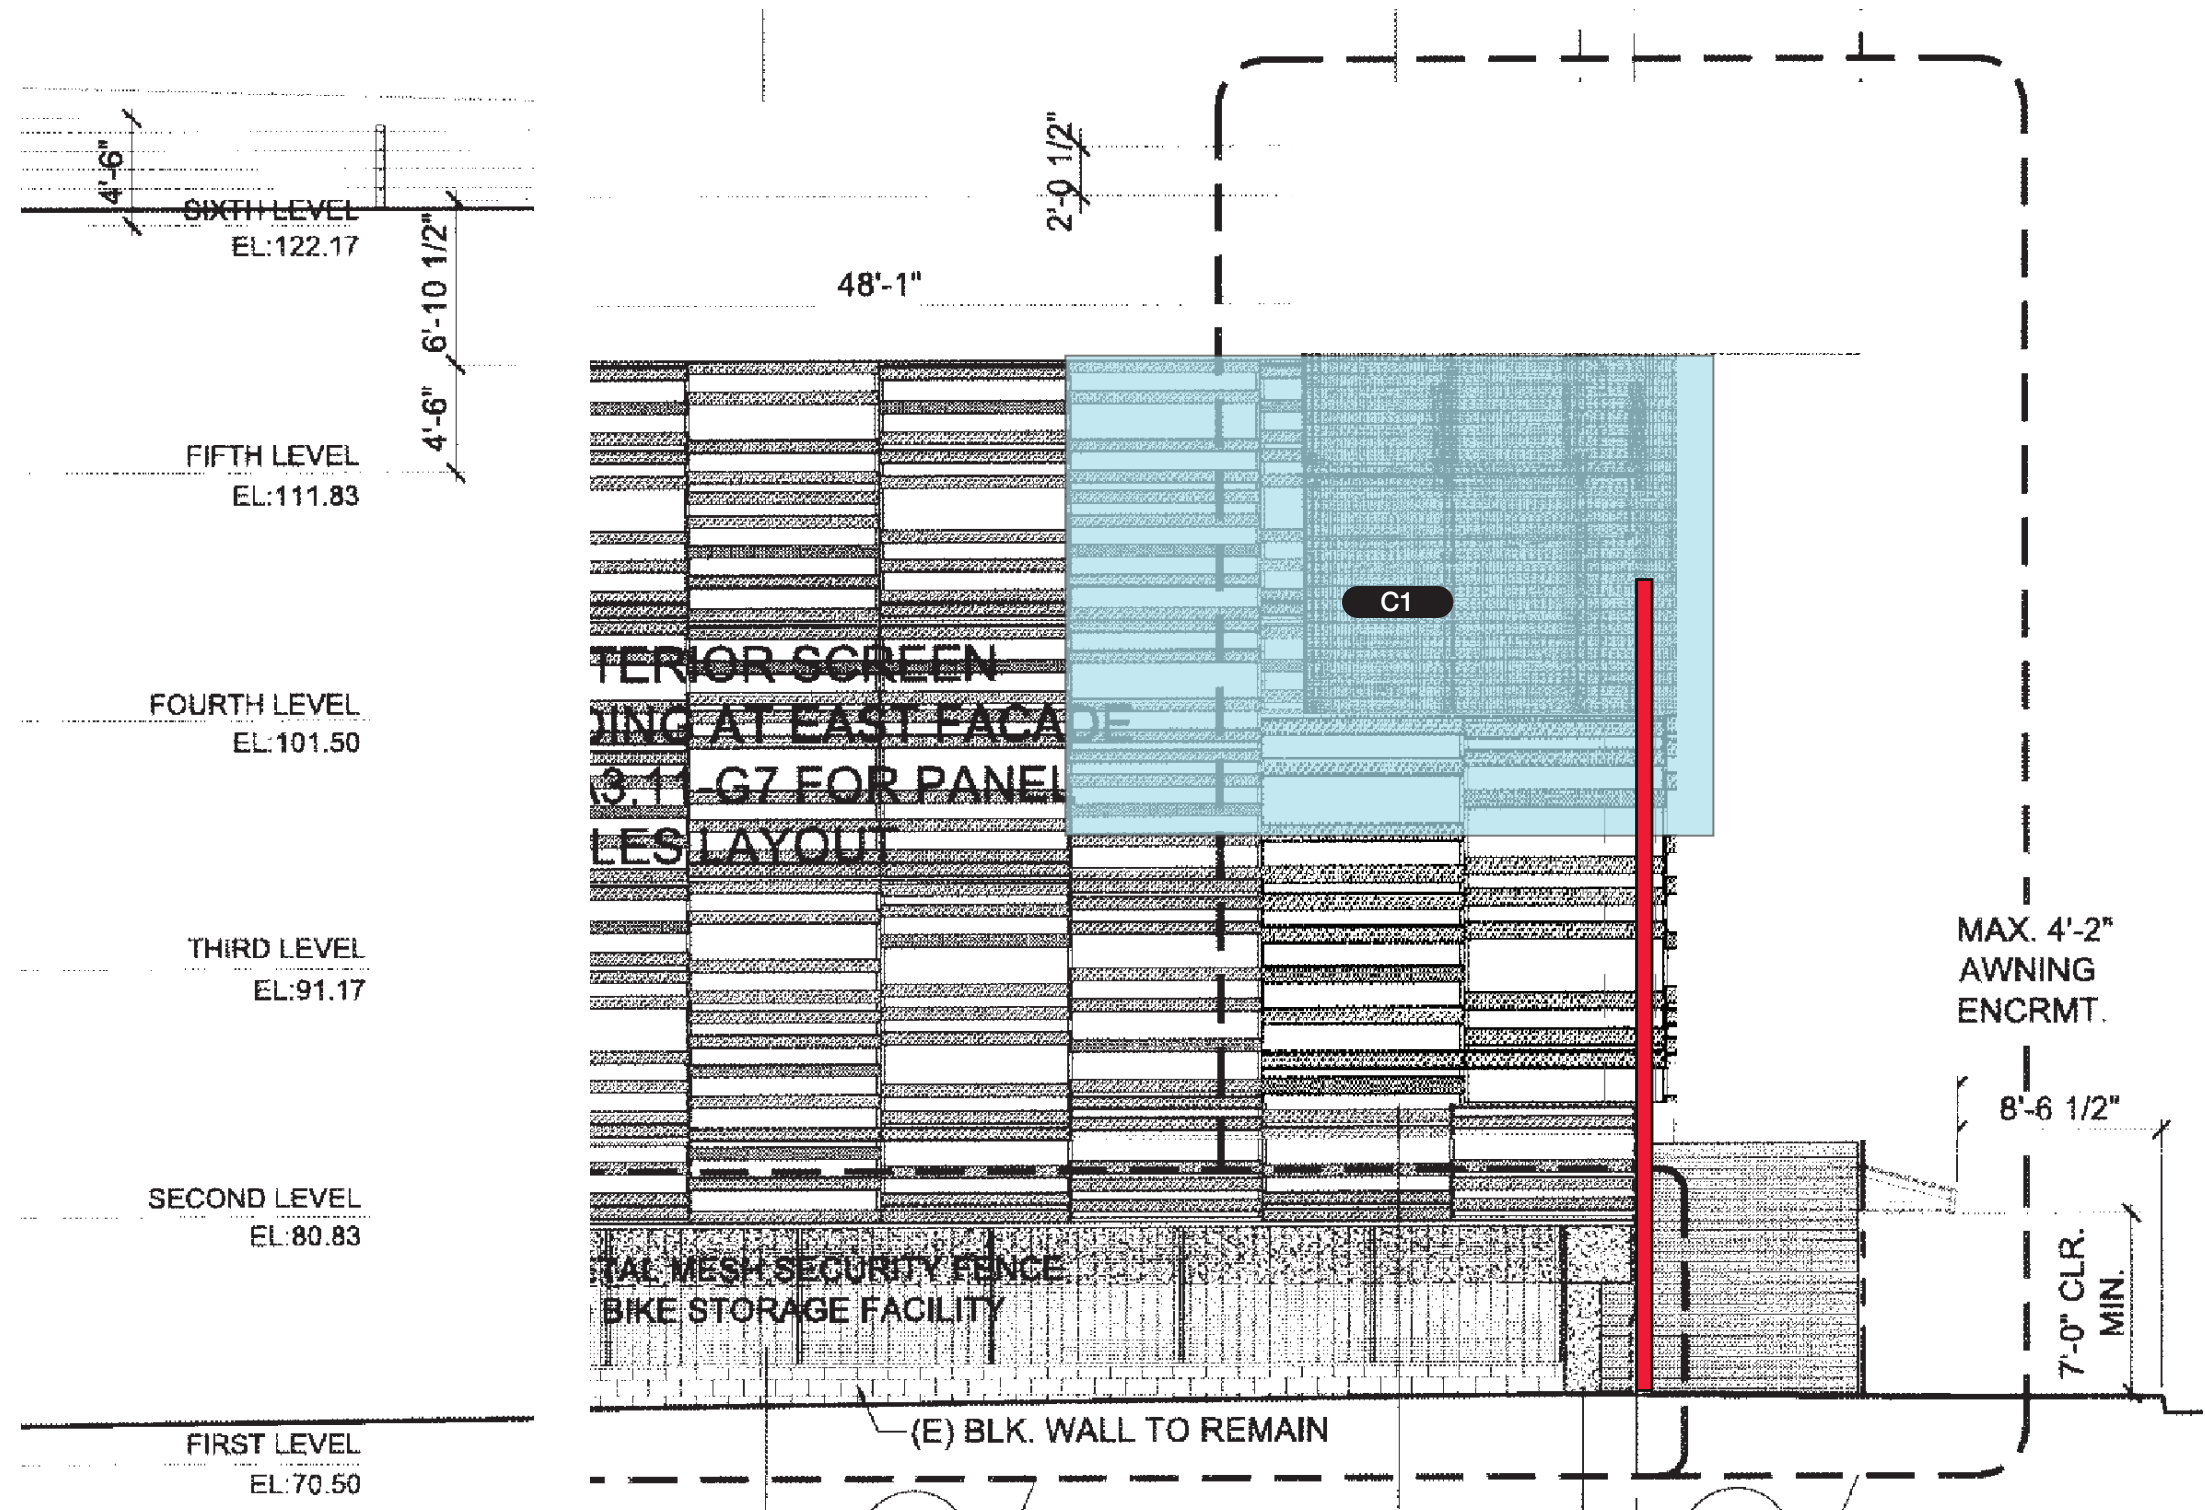 4'-6"
SIXTH LEVEL
EL:122.17
6'-10 1/2"
4'-6"
FIFTH LEVEL
EL:111.83
FOURTH LEVEL
EL:101.50
THIRD LEVEL
EL:91.17
SECOND LEVEL
EL:80.83
FIRST LEVEL
EL:70.50
2'-0 1/2"
48'-1"
C1
TERIOR SCREEN
DING AT EAST FACADE
A3.11-G7 FOR PANEL
LES LAYOUT
TAL MESH SECURITY FENCE
BIKE STORAGE FACILITY
(E) BLK. WALL TO REMAIN
MAX. 4'-2"
AWNING
ENCRMT.
8'-6 1/2"
7'-0" CLR.
MIN.